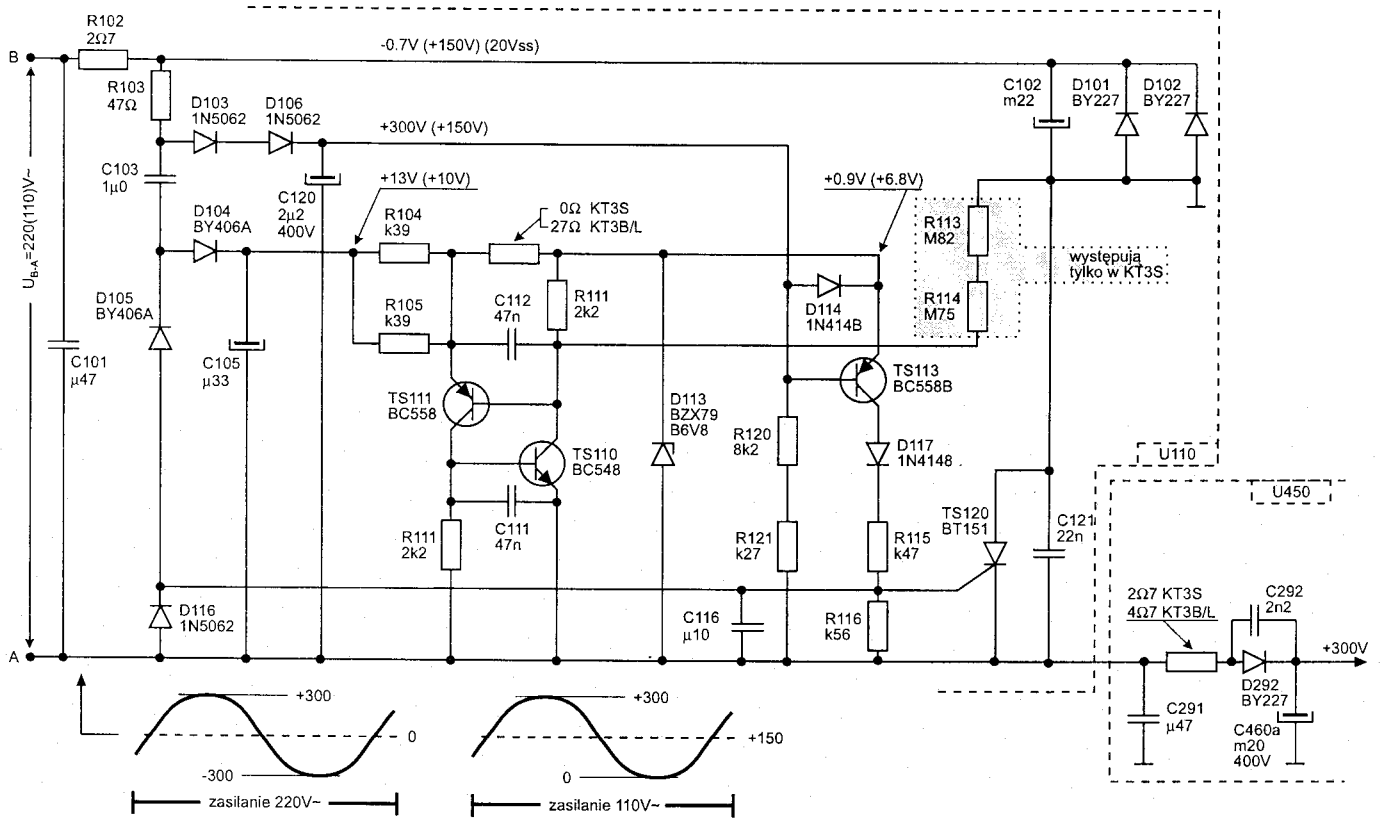 R102
2Ω7
B
-0.7V (+150V) (20Vss)
R103
47Ω
D103
1N5062
D106
1N5062
C102
m22
D101
BY227
D102
BY227
+300V (+150V)
C103
1µ0
C120
2µ2
400V
+13V (+10V)
+0.9V (+6.8V)
D104
BY406A
R104
k39
0Ω KT3S
27Ω KT3B/L
R113
M82
występują
tylko w KT3S
U_B-A=220(110))V~
D105
BY406A
R105
k39
C112
47n
R111
2k2
D114
1N414B
R114
M75
C101
µ47
C105
µ33
TS111
BC558
D113
BZX79
B6V8
TS113
BC558B
R120
8k2
D117
1N4148
TS110
BC548
U110
U450
R111
2k2
C111
47n
R121
k27
R115
k47
TS120
BT151
C121
22n
D116
1N5062
C116
µ10
R116
k56
2Ω7 KT3S
4Ω7 KT3B/L
C292
2n2
A
+300V
D292
BY227
C291
µ47
C460a
m20
400V
+300
0
-300
zasilanie 220V~
+300
+150
0
zasilanie 110V~